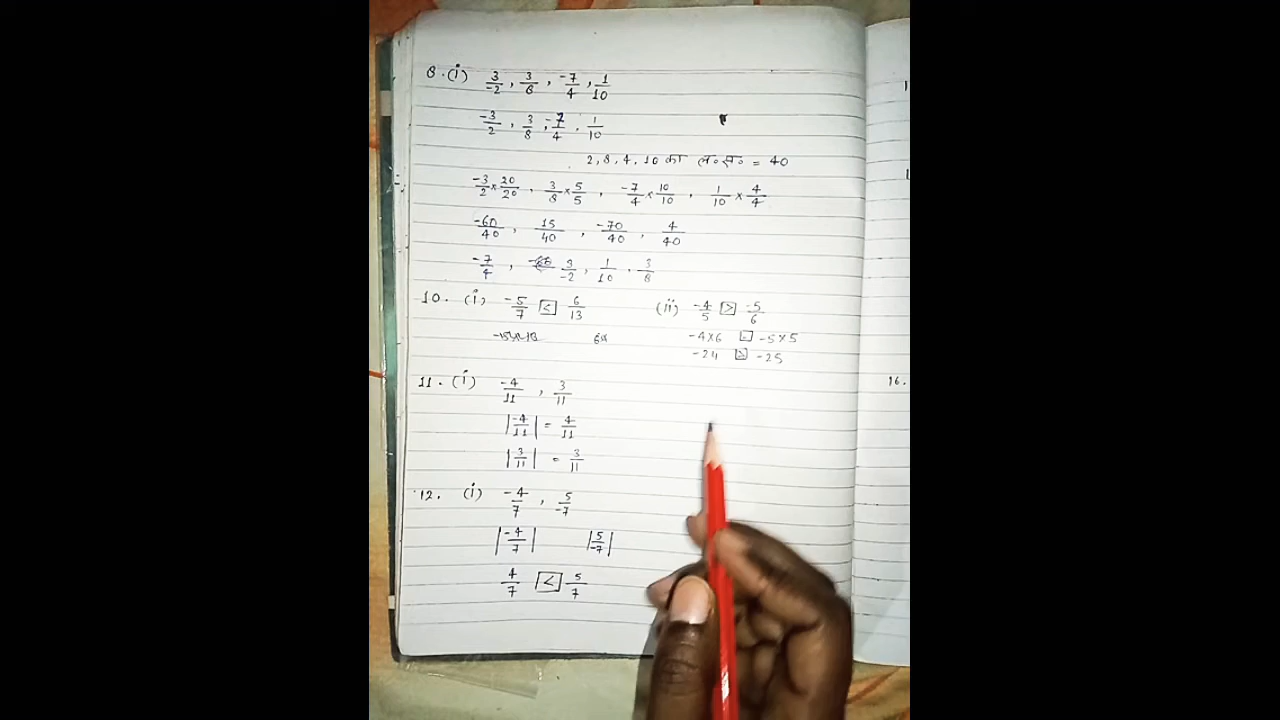 8.(i) 3/-2, 3/8, -7/4, 1/10
-3/2, 3/8, -7/4, 1/10
2, 8, 4, 10 का ल० स० = 40
-3/2 × 20/20, 3/8 × 5/5, -7/4 × 10/10, 1/10 × 4/4
-60/40, 15/40, -70/40, 4/40
-7/4, 3/-2, 1/10, 3/8
10. (i) -5/7 < 6/13 (ii) -4/5 > -5/6
6×
-4×6 -5×5
-24 > -25
11. (i) -4/11, 3/11
|-4/11| = 4/11
|3/11| = 3/11
12. (i) -4/7, 5/-7
|-4/7| |5/-7|
4/7 < 5/7
16.